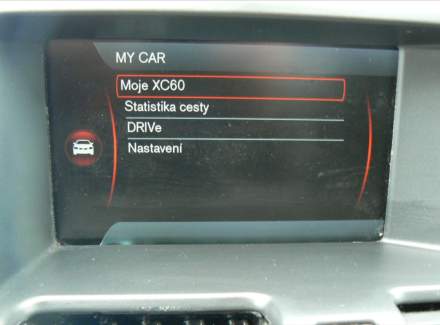 MY CAR
Moje XC60
Statistika cesty
DRIVe
Nastavení